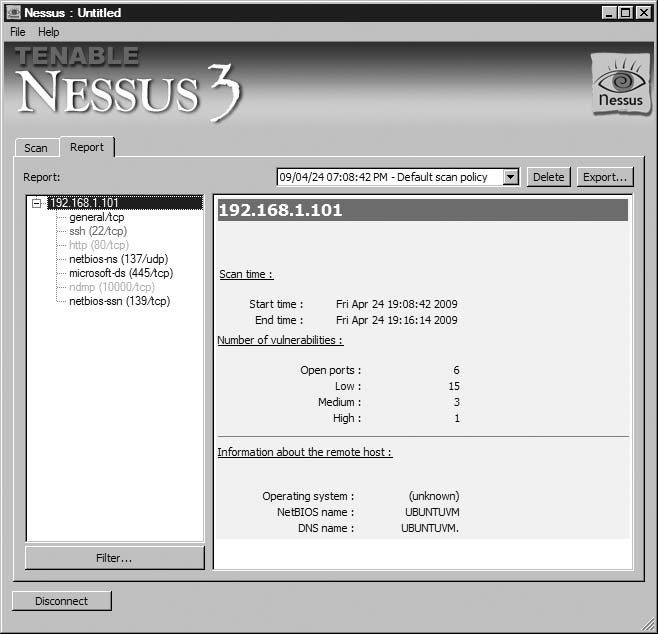 Nessus : Untitled
File Help
TENABLE
NESSUS 3
Nessus
Scan Report
Report: 09/04/24 07:08:42 PM - Default scan policy Delete Export...
192.168.1.101
general/tcp
ssh (22/tcp)
http (80/tcp)
netbios-ns (137/udp)
microsoft-ds (445/tcp)
ndmp (10000/tcp)
netbios-ssn (139/tcp)
Filter...
192.168.1.101
Scan time :
Start time : Fri Apr 24 19:08:42 2009
End time : Fri Apr 24 19:16:14 2009
Number of vulnerabilities :
Open ports : 6
Low : 15
Medium : 3
High : 1
Information about the remote host :
Operating system : (unknown)
NetBIOS name : UBUNTUVM
DNS name : UBUNTUVM.
Disconnect